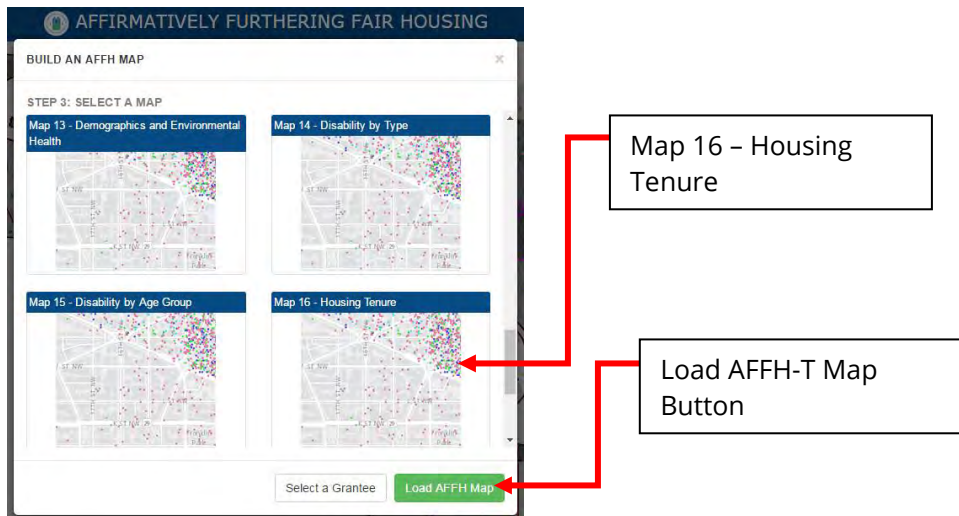 AFFIRMATIVELY FURTHERING FAIR HOUSING
BUILD AN AFFH MAP
×
STEP 3: SELECT A MAP
Map 13 - Demographics and Environmental
Health
Map 14 - Disability by Type
Map 15 - Disability by Age Group
Map 16 - Housing Tenure
Select a Grantee
Load AFFH Map
Map 16 – Housing
Tenure
Load AFFH-T Map
Button